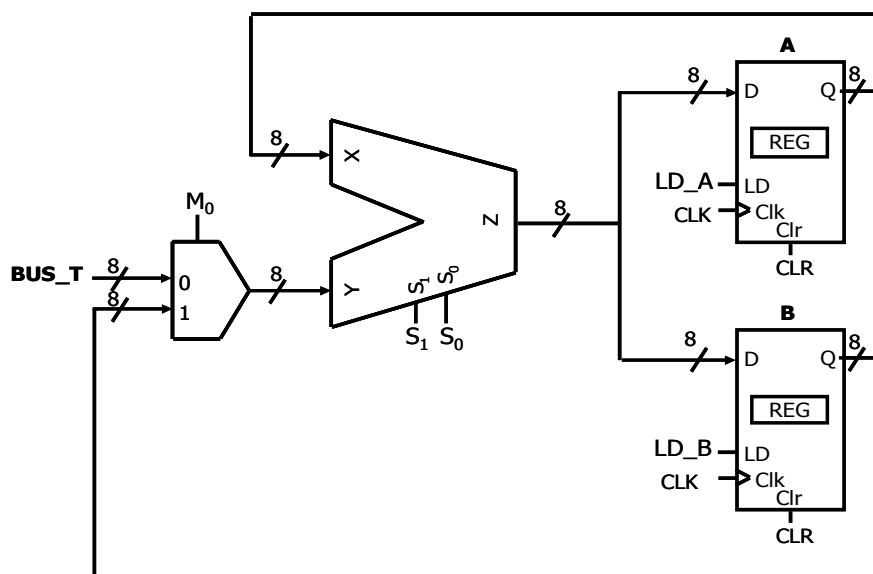 A
8
8
D
Q
REG
8
X
LD_A
LD
M₀
CLK
Clk
8
Z
Clr
BUS_T
8
0
CLR
8
1
8
Y
S₁
S₀
S₁
S₀
B
8
8
D
Q
REG
LD_B
LD
CLK
Clk
Clr
CLR